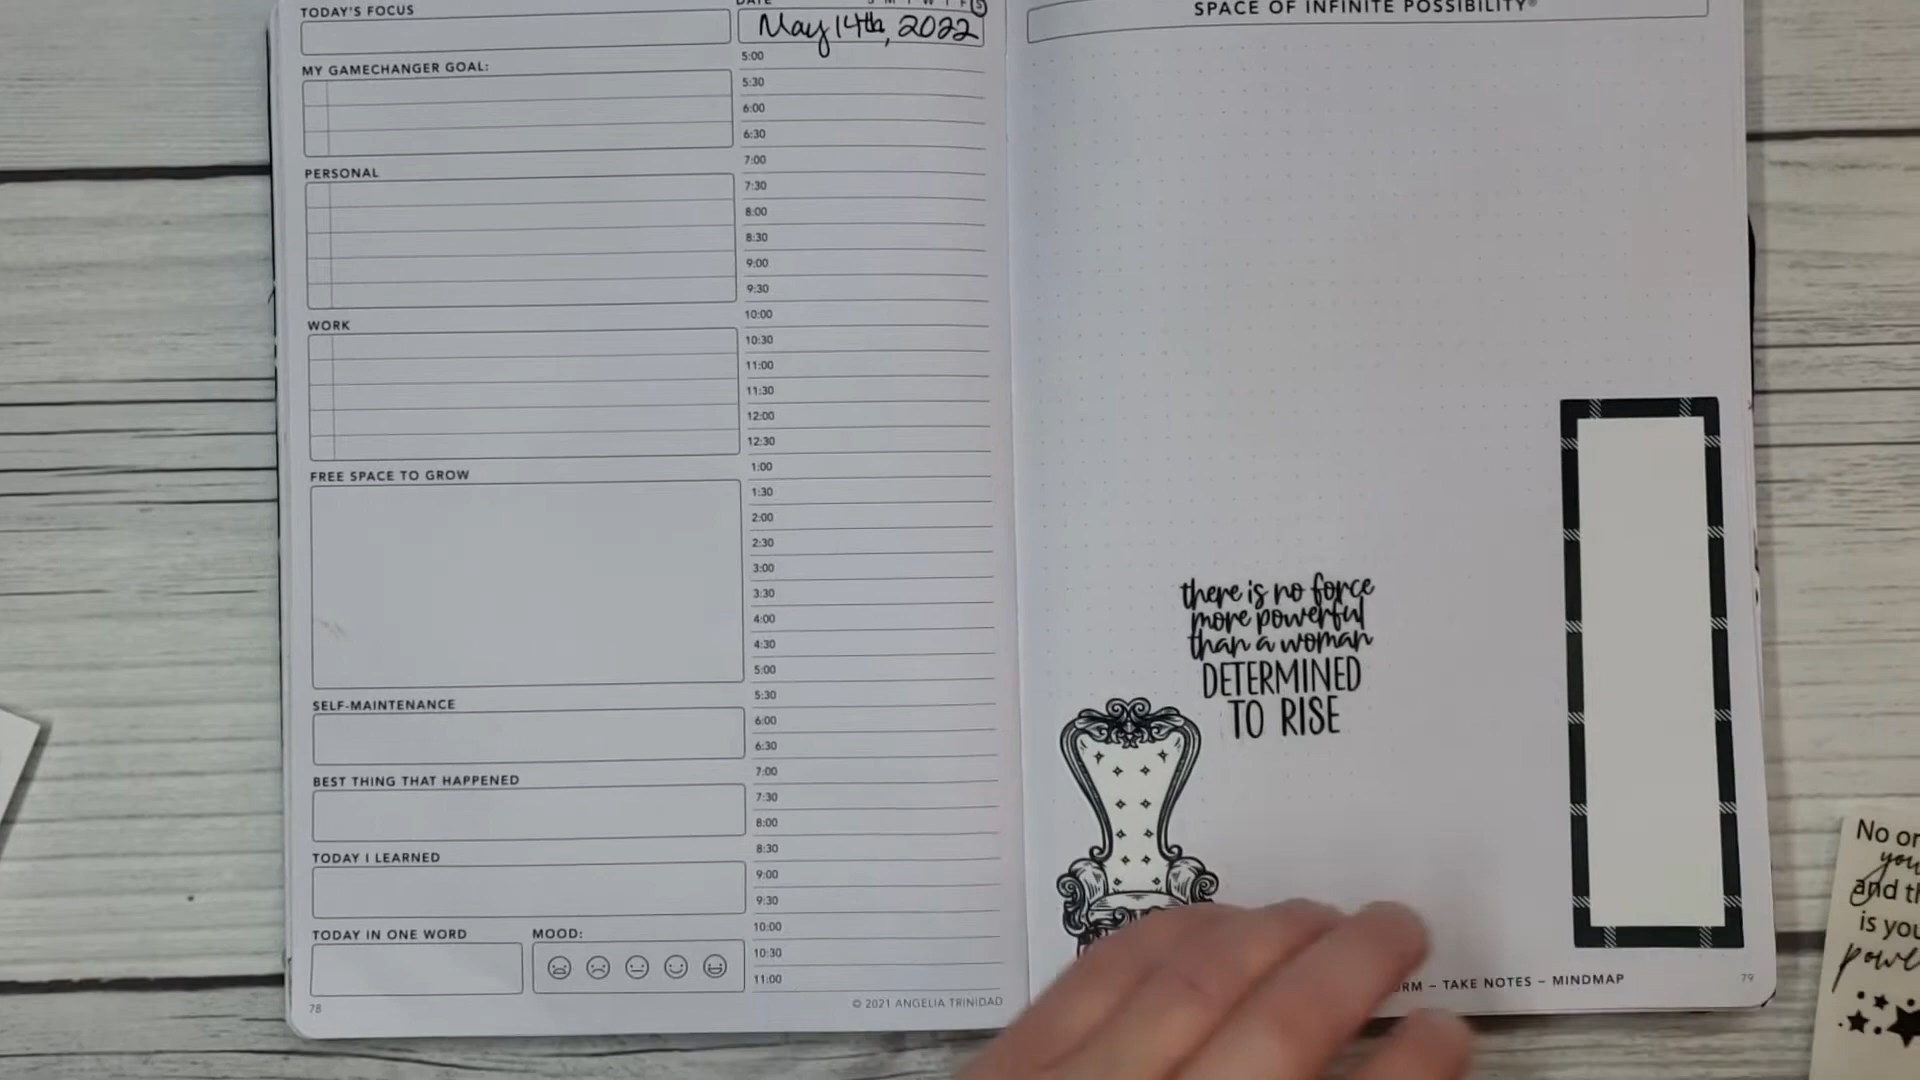 TODAY'S FOCUS
DATE S M T W T F S
May 14th, 2022
MY GAMECHANGER GOAL:
PERSONAL
WORK
FREE SPACE TO GROW
SELF-MAINTENANCE
BEST THING THAT HAPPENED
TODAY I LEARNED
TODAY IN ONE WORD
MOOD:
78
5:00
5:30
6:00
6:30
7:00
7:30
8:00
8:30
9:00
9:30
10:00
10:30
11:00
11:30
12:00
12:30
1:00
1:30
2:00
2:30
3:00
3:30
4:00
4:30
5:00
5:30
6:00
6:30
7:00
7:30
8:00
8:30
9:00
9:30
10:00
10:30
11:00
© 2021 ANGELIA TRINIDAD
SPACE OF INFINITE POSSIBILITY®
there is no force
more powerful
than a woman
DETERMINED
TO RISE
– TAKE NOTES – MINDMAP
79
No
and
is